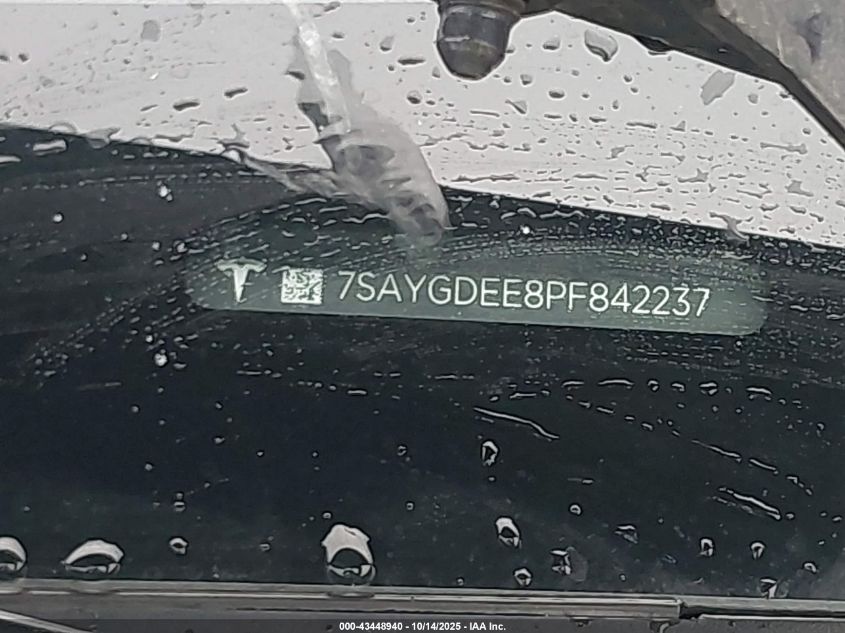 7SAYGDEE8PF842237
000-43448940 - 10/14/2025 - IAA Inc.